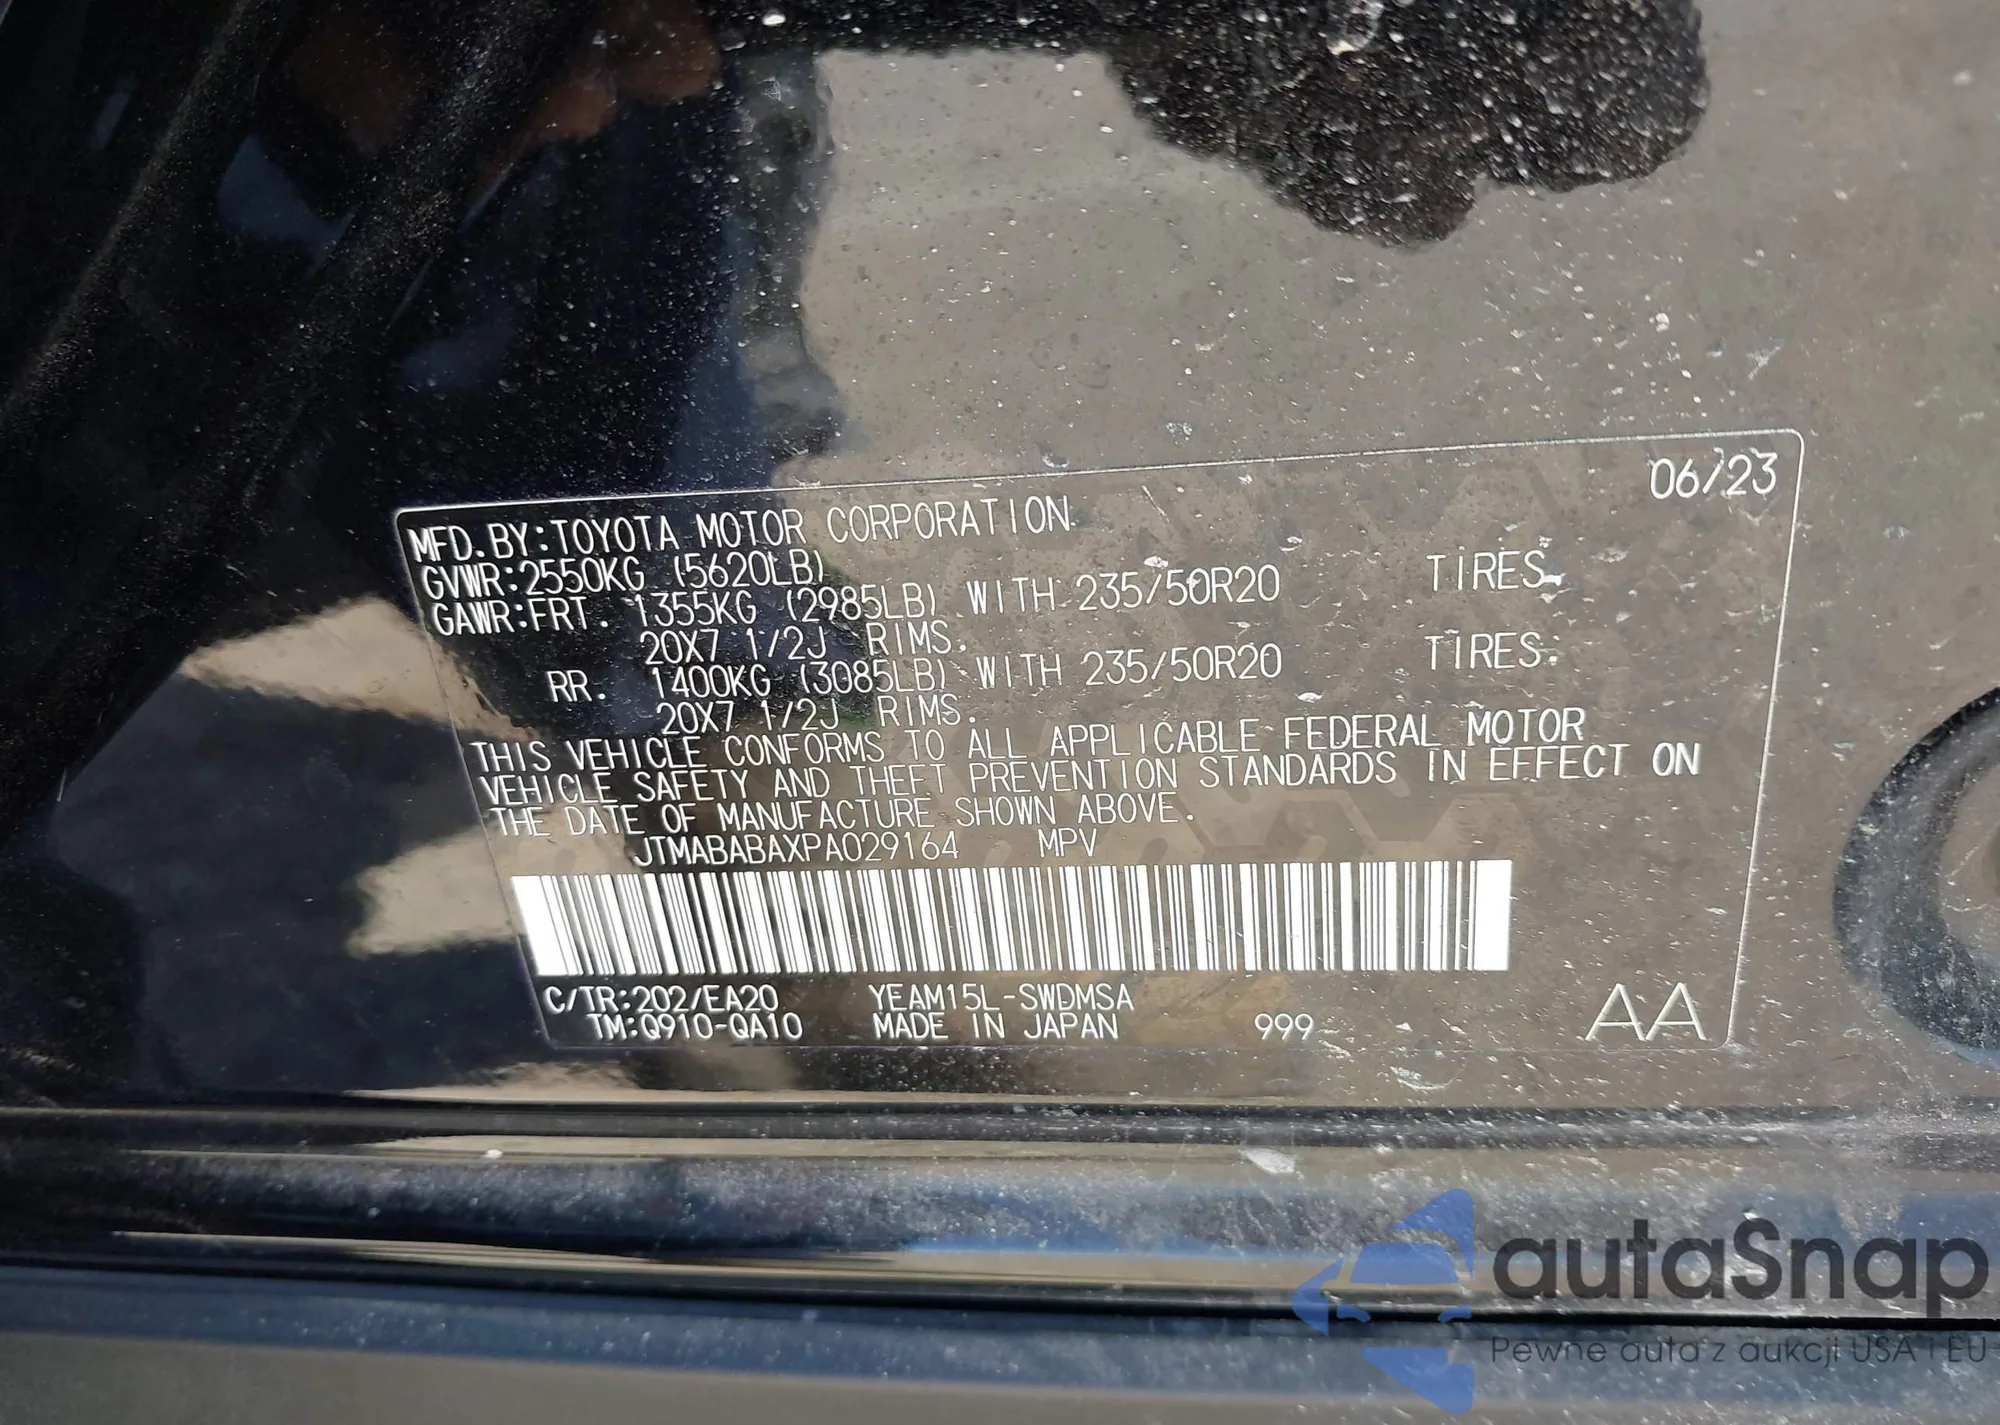 06/23
MFD.BY:TOYOTA MOTOR CORPORATION
GVWR:2550KG (5620LB)
GAWR:FRT. 1355KG (2985LB) WITH 235/50R20 TIRES.
20X7 1/2J RIMS.
RR. 1400KG (3085LB) WITH 235/50R20 TIRES.
20X7 1/2J RIMS.
THIS VEHICLE CONFORMS TO ALL APPLICABLE FEDERAL MOTOR
VEHICLE SAFETY AND THEFT PREVENTION STANDARDS IN EFFECT ON
THE DATE OF MANUFACTURE SHOWN ABOVE.
JTMABABAXPA029164 MPV
C/TR:202/EA20 YEAM15L-SWDMSA
TM:Q910-QA10 MADE IN JAPAN 999 AA
autaSnap
Pewne auta z aukcji USA i EU